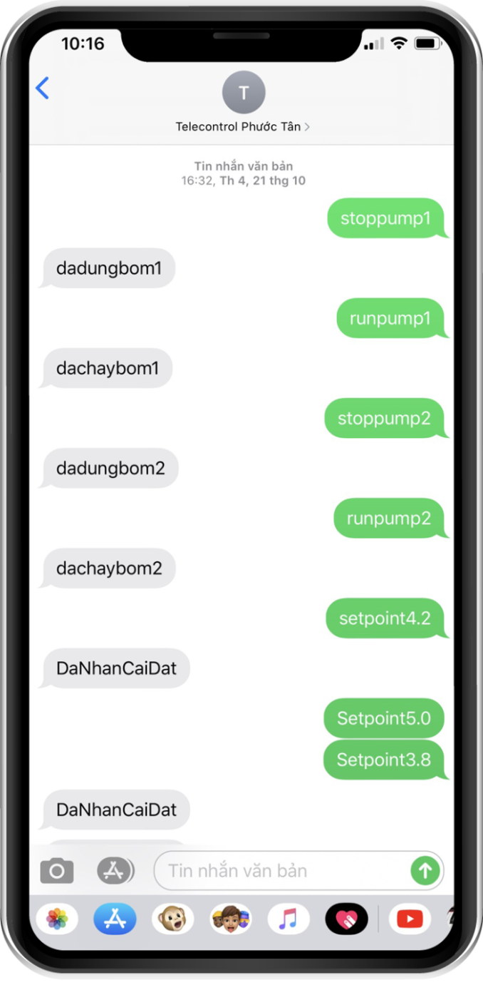 10:16
T
Telecontrol Phước Tân
Tin nhắn văn bản
16:32, Th 4, 21 thg 10
stoppump1
dadungbom1
runpump1
dachaybom1
stoppump2
dadungbom2
runpump2
dachaybom2
setpoint4.2
DaNhanCaiDat
Setpoint5.0
Setpoint3.8
DaNhanCaiDat
Tin nhắn văn bản